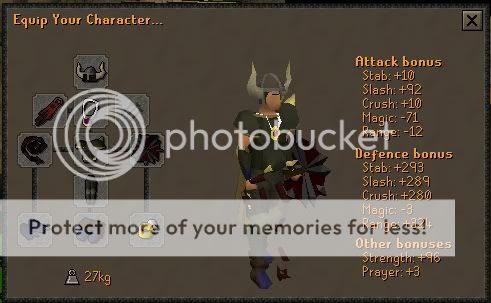 Equip Your Character...
Attack bonus
Stab: +10
Slash: +92
Crush: +10
Magic: -71
Range: -12
photobucket
Defence bonus
Stab: +293
Slash: +289
Crush: +280
Magic: -3
Protect more of your memories for less!
Other bonuses
Strength: +96
Prayer: +3
27kg